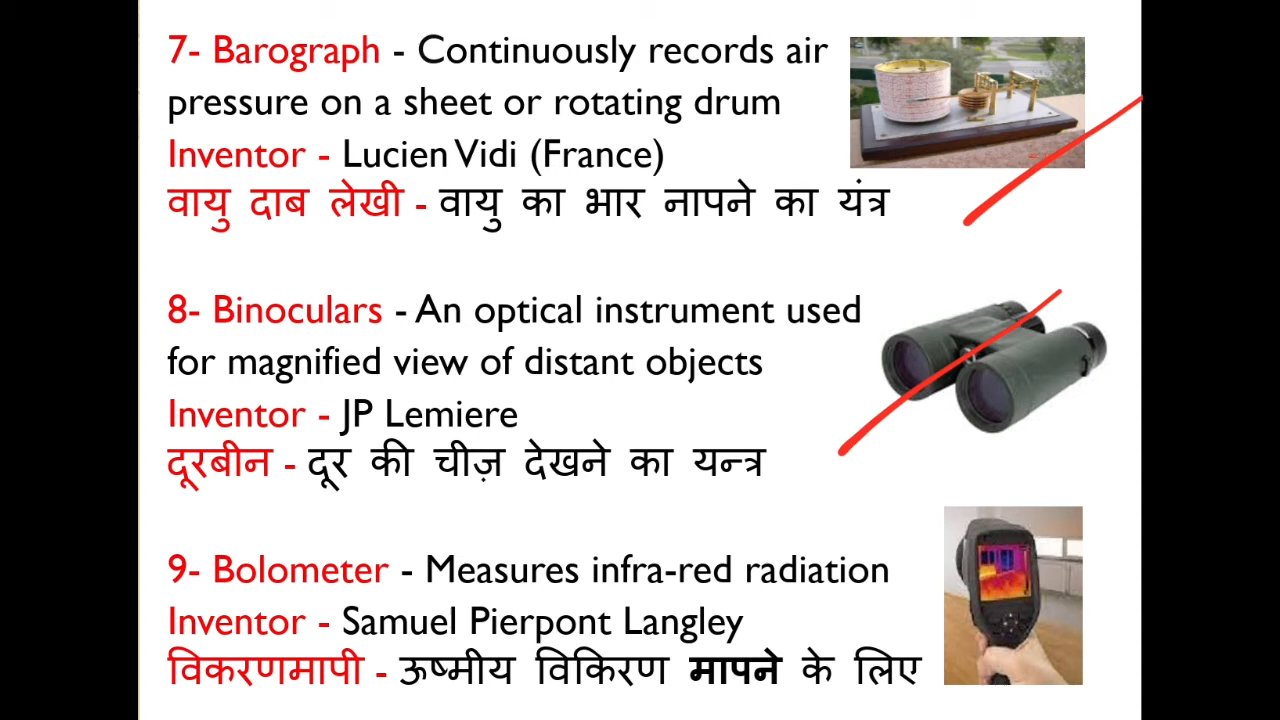 7- Barograph - Continuously records air
pressure on a sheet or rotating drum
Inventor - Lucien Vidi (France)
वायु दाब लेखी - वायु का भार नापने का यंत्र
8- Binoculars - An optical instrument used
for magnified view of distant objects
Inventor - JP Lemiere
दूरबीन - दूर की चीज़ देखने का यन्त्र
9- Bolometer - Measures infra-red radiation
Inventor - Samuel Pierpont Langley
विकरणमापी - ऊष्मीय विकिरण मापने के लिए